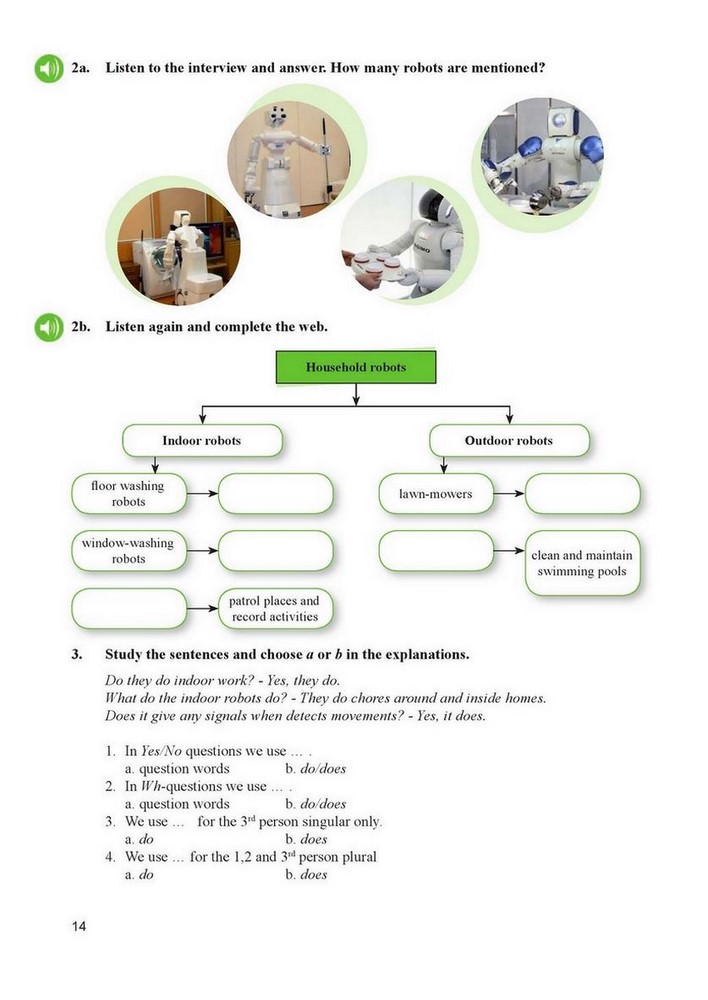 2a. Listen to the interview and answer. How many robots are mentioned?
2b. Listen again and complete the web.
Household robots
Indoor robots
Outdoor robots
floor washing
robots
lawn-mowers
window-washing
robots
clean and maintain
swimming pools
patrol places and
record activities
3. Study the sentences and choose a or b in the explanations.
Do they do indoor work? - Yes, they do.
What do the indoor robots do? - They do chores around and inside homes.
Does it give any signals when detects movements? - Yes, it does.
1. In Yes/No questions we use ... .
a. question words b. do/does
2. In Wh-questions we use ... .
a. question words b. do/does
3. We use ... for the 3rd person singular only.
a. do b. does
4. We use ... for the 1,2 and 3rd person plural
a. do b. does
14